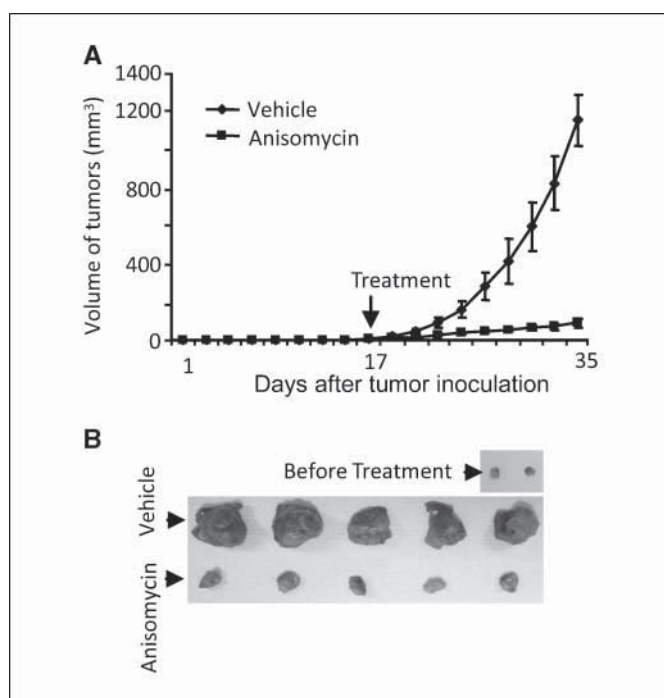 A
1400
1200
800
400
0
Volume of tumors (mm³)
Vehicle
Anisomycin
Treatment
1
17
35
Days after tumor inoculation
B
Before Treatment
Vehicle
Anisomycin